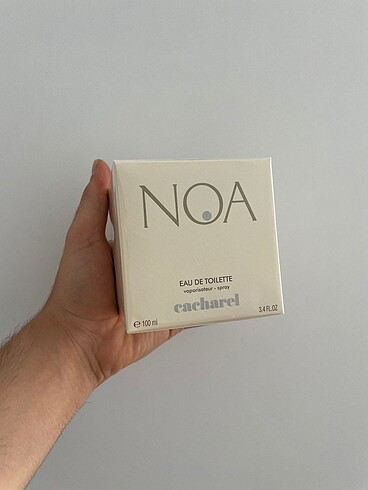 NOA
EAU DE TOILETTE
vaporisateur - spray
cacharel
℮ 100 ml 3.4 FL.OZ